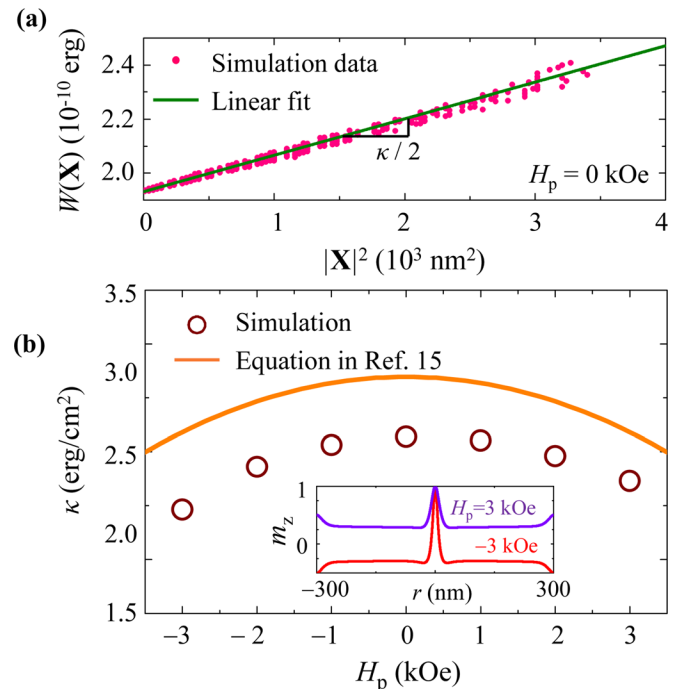 (a)
W(X) (10⁻¹⁰ erg)
2.4
2.2
2.0
Simulation data
Linear fit
κ / 2
Hₚ = 0 kOe
0 1 2 3 4
|X|² (10³ nm²)
(b)
κ (erg/cm²)
3.5
3.0
2.5
2.0
1.5
Simulation
Equation in Ref. 15
m_z
1
0
Hₚ=3 kOe
−3 kOe
−300 r (nm) 300
−3 − 2 −1 0 1 2 3
Hₚ (kOe)